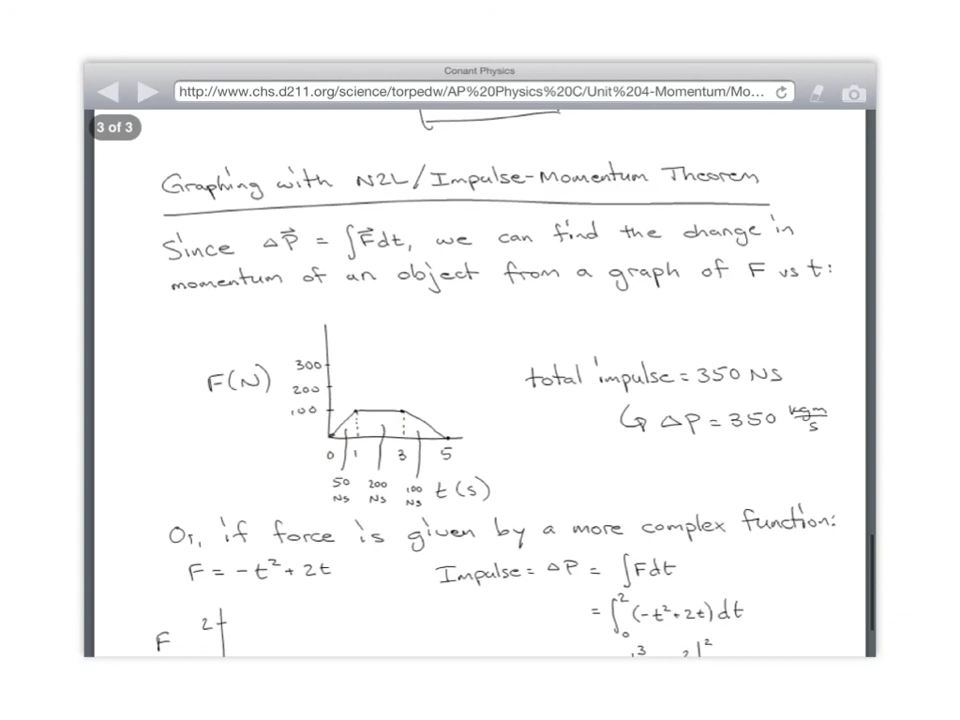 Conant Physics
http://www.chs.d211.org/science/torpedw/AP%20Physics%20C/Unit%204-Momentum/Mo...
3 of 3
Graphing with N2L/Impulse-Momentum Theorem
Since ΔP⃗ = ∫F⃗dt, we can find the change in
momentum of an object from a graph of F vs t:
F(N)
300
200
100
0 1 3 5
50 NS
200 NS
100 NS
t(s)
total impulse = 350 NS
↳ ΔP = 350 kgm/s
Or, if force is given by a more complex function:
F = -t² + 2t
Impulse = ΔP = ∫Fdt
= ∫₀² (-t²+2t)dt
F
2